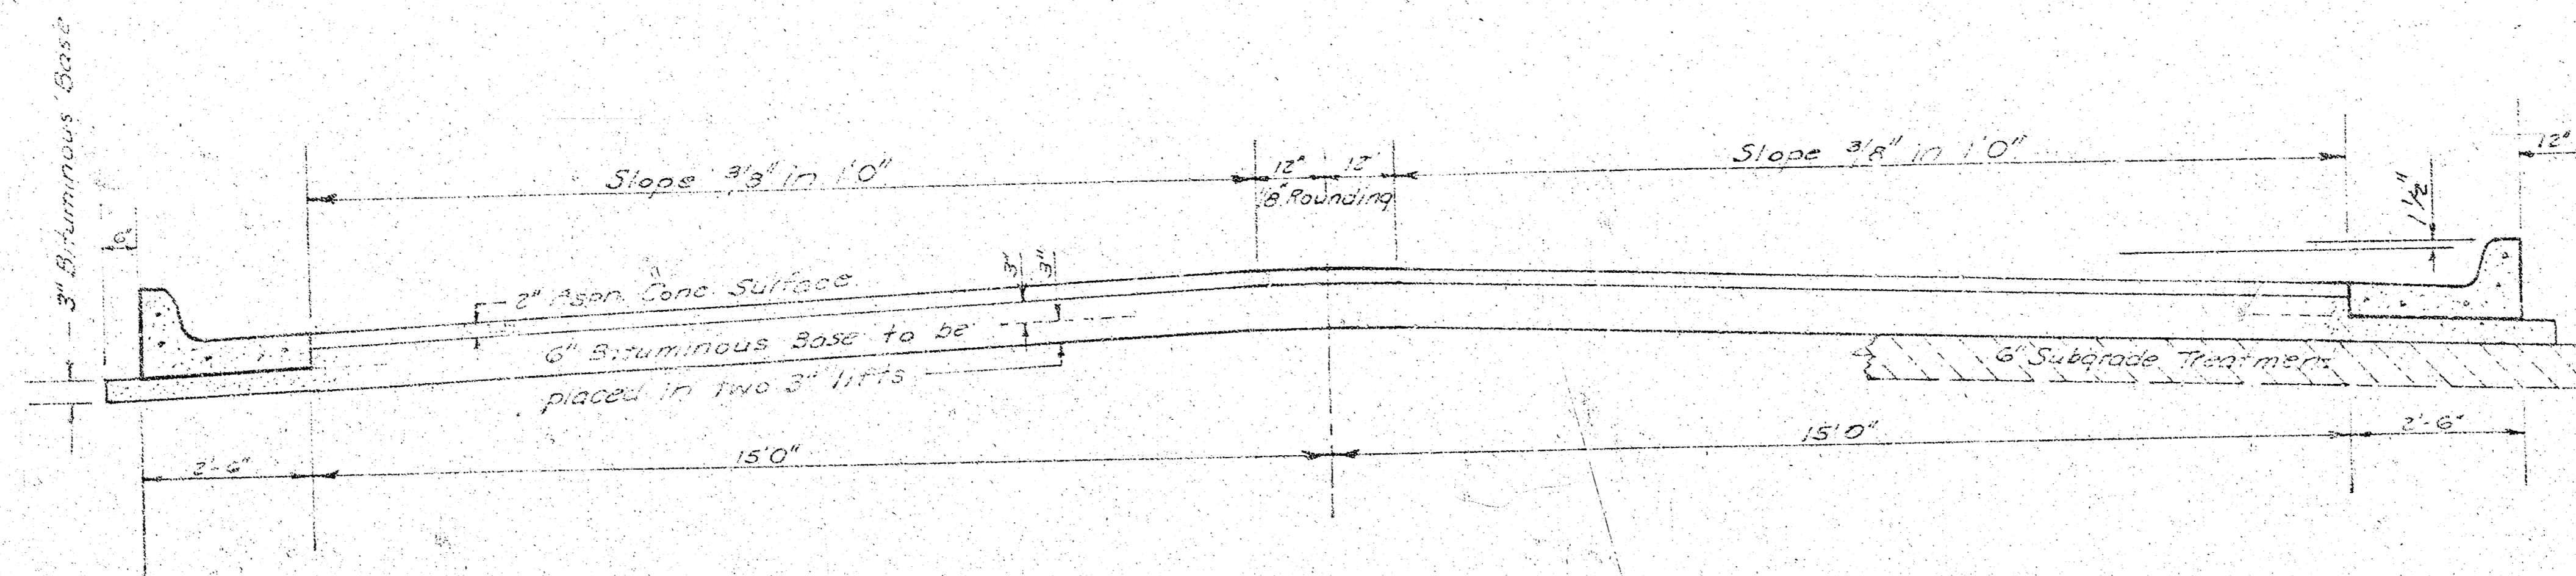 3" Bituminous Base
Slope 3/8" in 1'0"
12" 12"
Slope 3/8" in 1'0"
12"
Rounding
1 1/2"
6"
3" 3"
2" Asph. Conc. Surface
6" Bituminous Base to be
placed in two 3" lifts
6" Subgrade Treatment
2'-6"
15'0"
15'0"
2'-6"